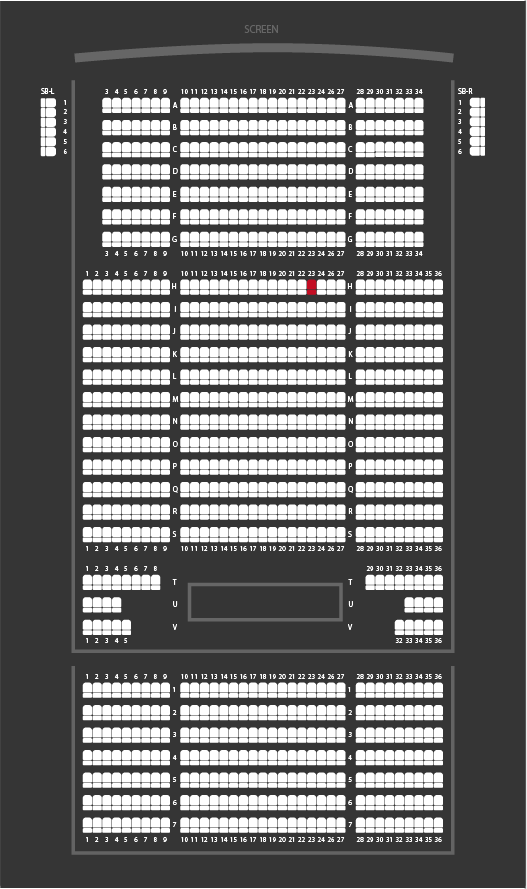 SCREEN
SB-L
SB-R
3 4 5 6 7 8 9 10 11 12 13 14 15 16 17 18 19 20 21 22 23 24 25 26 27 28 29 30 31 32 33 34
1 A A 1
2 B B 2
3 C C 3
4 D D 4
5 E E 5
6 F F 6
G G
3 4 5 6 7 8 9 10 11 12 13 14 15 16 17 18 19 20 21 22 23 24 25 26 27 28 29 30 31 32 33 34
1 2 3 4 5 6 7 8 9 10 11 12 13 14 15 16 17 18 19 20 21 22 23 24 25 26 27 28 29 30 31 32 33 34 35 36
H H
I I
J J
K K
L L
M M
N N
O O
P P
Q Q
R R
S S
1 2 3 4 5 6 7 8 9 10 11 12 13 14 15 16 17 18 19 20 21 22 23 24 25 26 27 28 29 30 31 32 33 34 35 36
1 2 3 4 5 6 7 8 29 30 31 32 33 34 35 36
T T
U U
V V
1 2 3 4 5 32 33 34 35 36
1 2 3 4 5 6 7 8 9 10 11 12 13 14 15 16 17 18 19 20 21 22 23 24 25 26 27 28 29 30 31 32 33 34 35 36
1 1
2 2
3 3
4 4
5 5
6 6
7 7
1 2 3 4 5 6 7 8 9 10 11 12 13 14 15 16 17 18 19 20 21 22 23 24 25 26 27 28 29 30 31 32 33 34 35 36